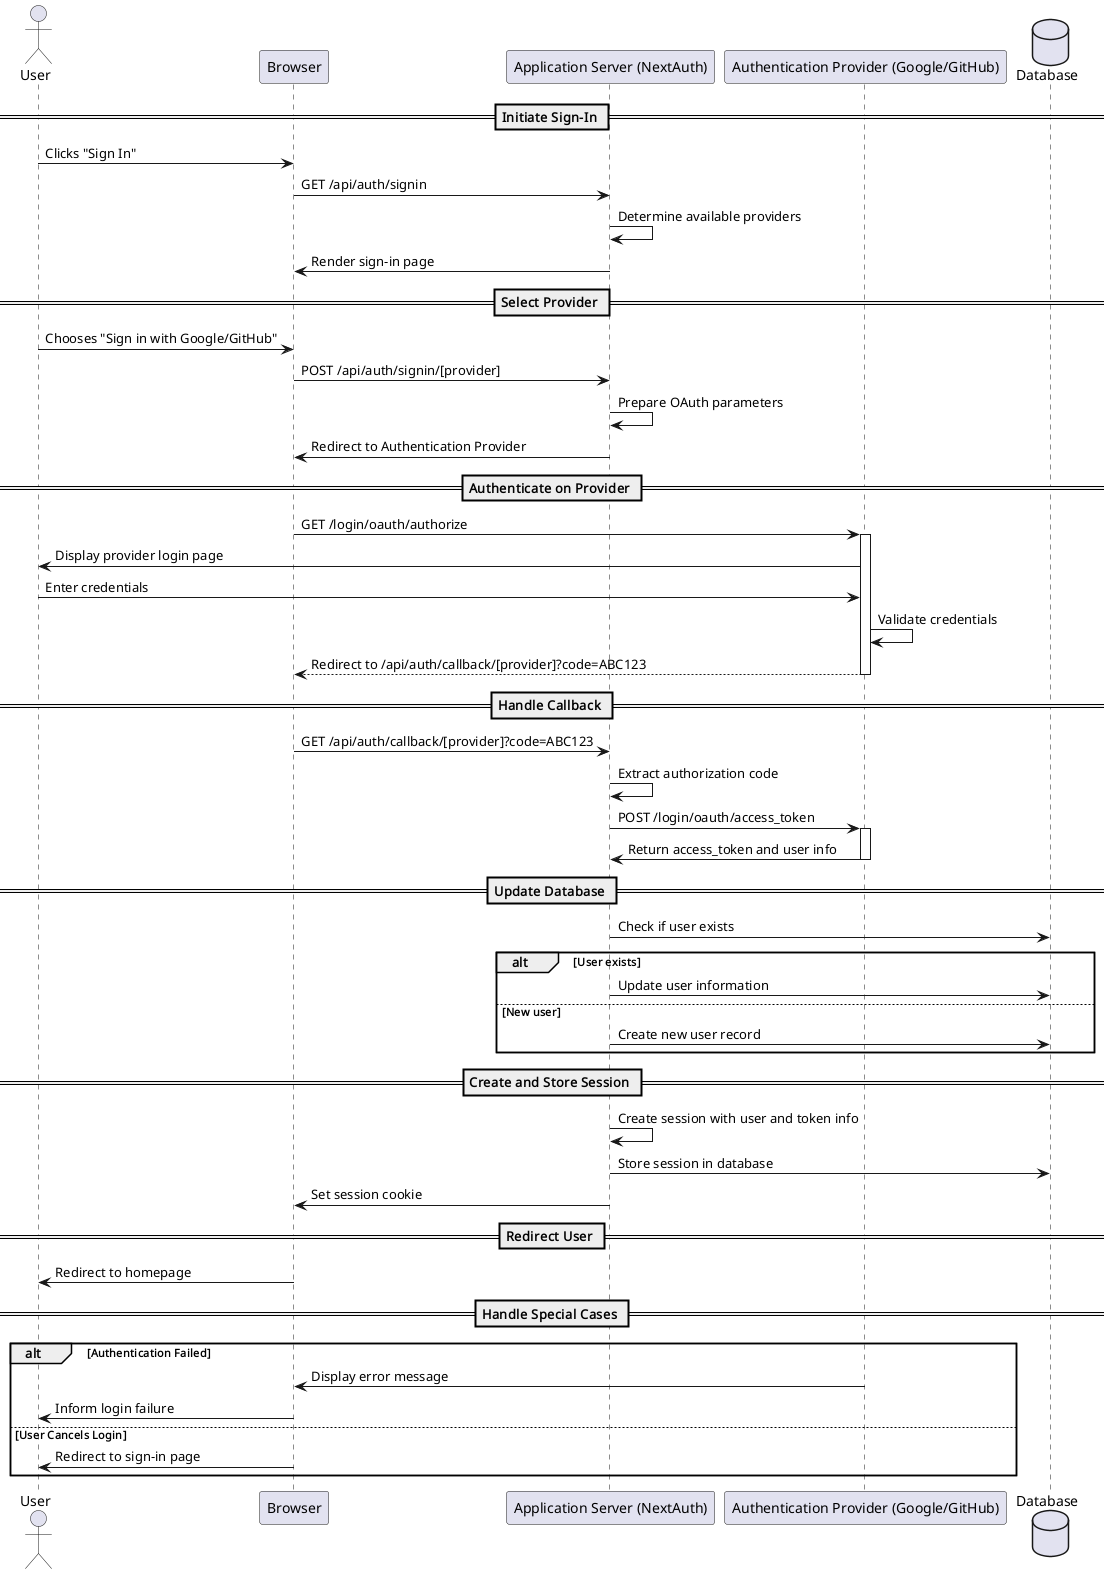 User
Browser
Application Server (NextAuth)
Authentication Provider (Google/GitHub)
Database
Initiate Sign-In
Clicks "Sign In"
GET /api/auth/signin
Determine available providers
Render sign-in page
Select Provider
Chooses "Sign in with Google/GitHub"
POST /api/auth/signin/[provider]
Prepare OAuth parameters
Redirect to Authentication Provider
Authenticate on Provider
GET /login/oauth/authorize
Display provider login page
Enter credentials
Validate credentials
Redirect to /api/auth/callback/[provider]?code=ABC123
Handle Callback
GET /api/auth/callback/[provider]?code=ABC123
Extract authorization code
POST /login/oauth/access_token
Return access_token and user info
Update Database
Check if user exists
alt [User exists]
Update user information
[New user]
Create new user record
Create and Store Session
Create session with user and token info
Store session in database
Set session cookie
Redirect User
Redirect to homepage
Handle Special Cases
alt [Authentication Failed]
Display error message
Inform login failure
[User Cancels Login]
Redirect to sign-in page
User
Browser
Application Server (NextAuth)
Authentication Provider (Google/GitHub)
Database